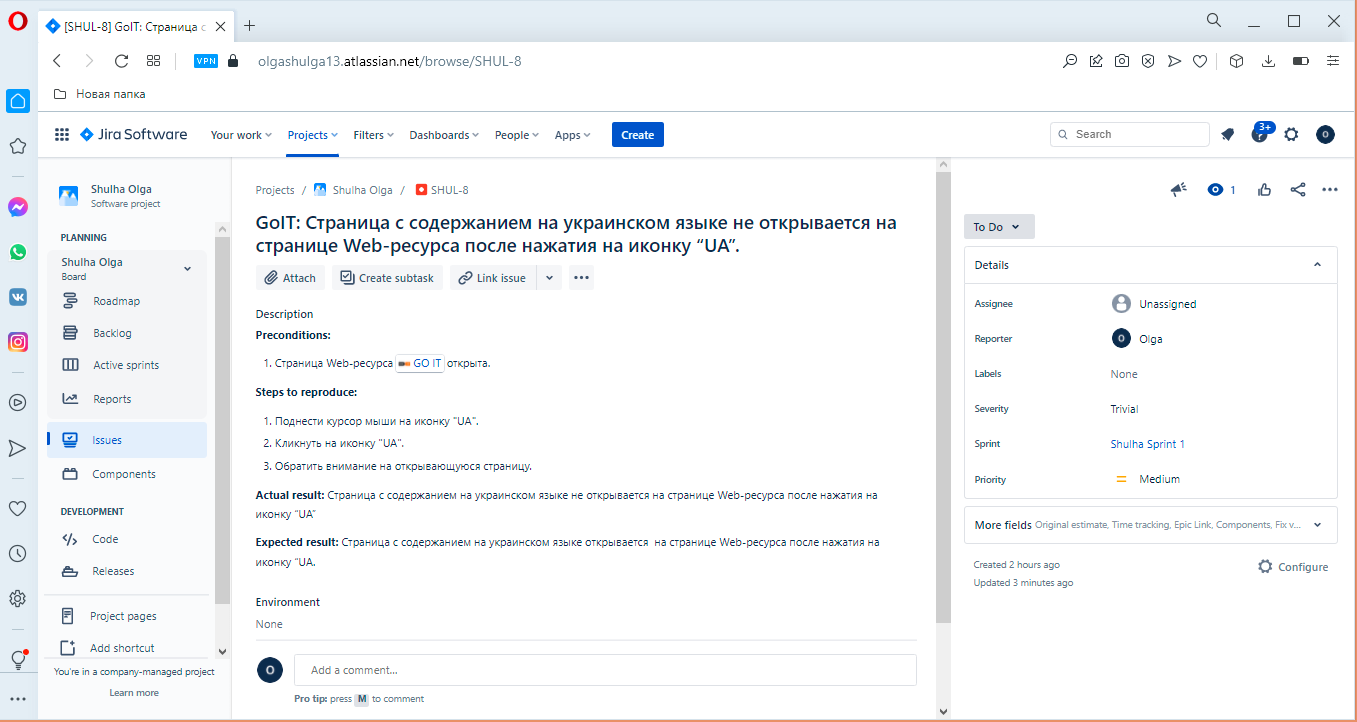 [SHUL-8] GoIT: Страница с
VPN
olgashulga13.atlassian.net/browse/SHUL-8
Новая папка
Jira Software
Your work
Projects
Filters
Dashboards
People
Apps
Create
Search
3+
O
Shulha Olga
Software project
PLANNING
Shulha Olga
Board
Roadmap
Backlog
Active sprints
Reports
Issues
Components
DEVELOPMENT
Code
Releases
Project pages
Add shortcut
You're in a company-managed project
Learn more
Projects / Shulha Olga / SHUL-8
GoIT: Страница с содержанием на украинском языке не открывается на
странице Web-ресурса после нажатия на иконку “UA”.
Attach
Create subtask
Link issue
Description
Preconditions:
1. Страница Web-ресурса GO IT открыта.
Steps to reproduce:
1. Поднести курсор мыши на иконку “UA”.
2. Кликнуть на иконку “UA”.
3. Обратить внимание на открывающуюся страницу.
Actual result: Страница с содержанием на украинском языке не открывается на странице Web-ресурса после нажатия на
иконку “UA”
Expected result: Страница с содержанием на украинском языке открывается на странице Web-ресурса после нажатия на
иконку “UA.
Environment
None
O
Add a comment...
Pro tip: press M to comment
1
To Do
Details
Assignee Unassigned
Reporter O Olga
Labels None
Severity Trivial
Sprint Shulha Sprint 1
Priority Medium
More fields Original estimate, Time tracking, Epic Link, Components, Fix v...
Created 2 hours ago
Configure
Updated 3 minutes ago